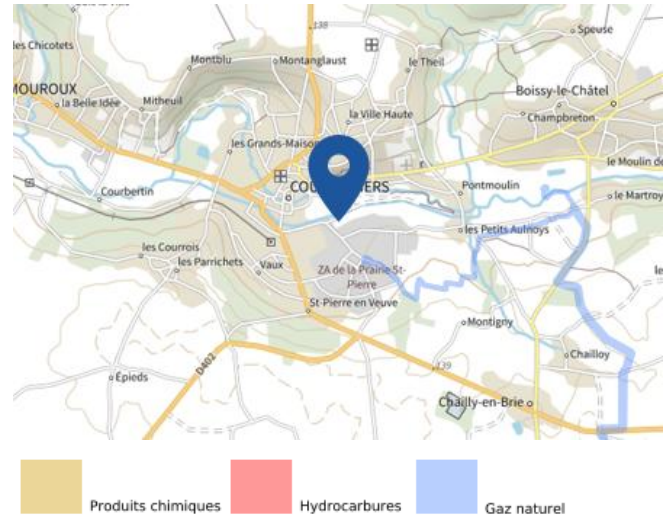 138
Speuse
les Chicotets
Montblu
Montanglaust
le Theil
MOUROUX
la Belle Idée
Mitheuil
Boissy-le-Châtel
la Ville Haute
Champbreton
les Grands-Maison
le Moulin de
Courbertin
Pontmoulin
le Martroy
les Petits Aulnoys
les Courrois
les Parrichets
Vaux
ZA de la Prairie St-
Pierre
St-Pierre en Veuve
Montigny
Chailloy
D402
139
Épieds
Chailly-en-Brie
Produits chimiques
Hydrocarbures
Gaz naturel